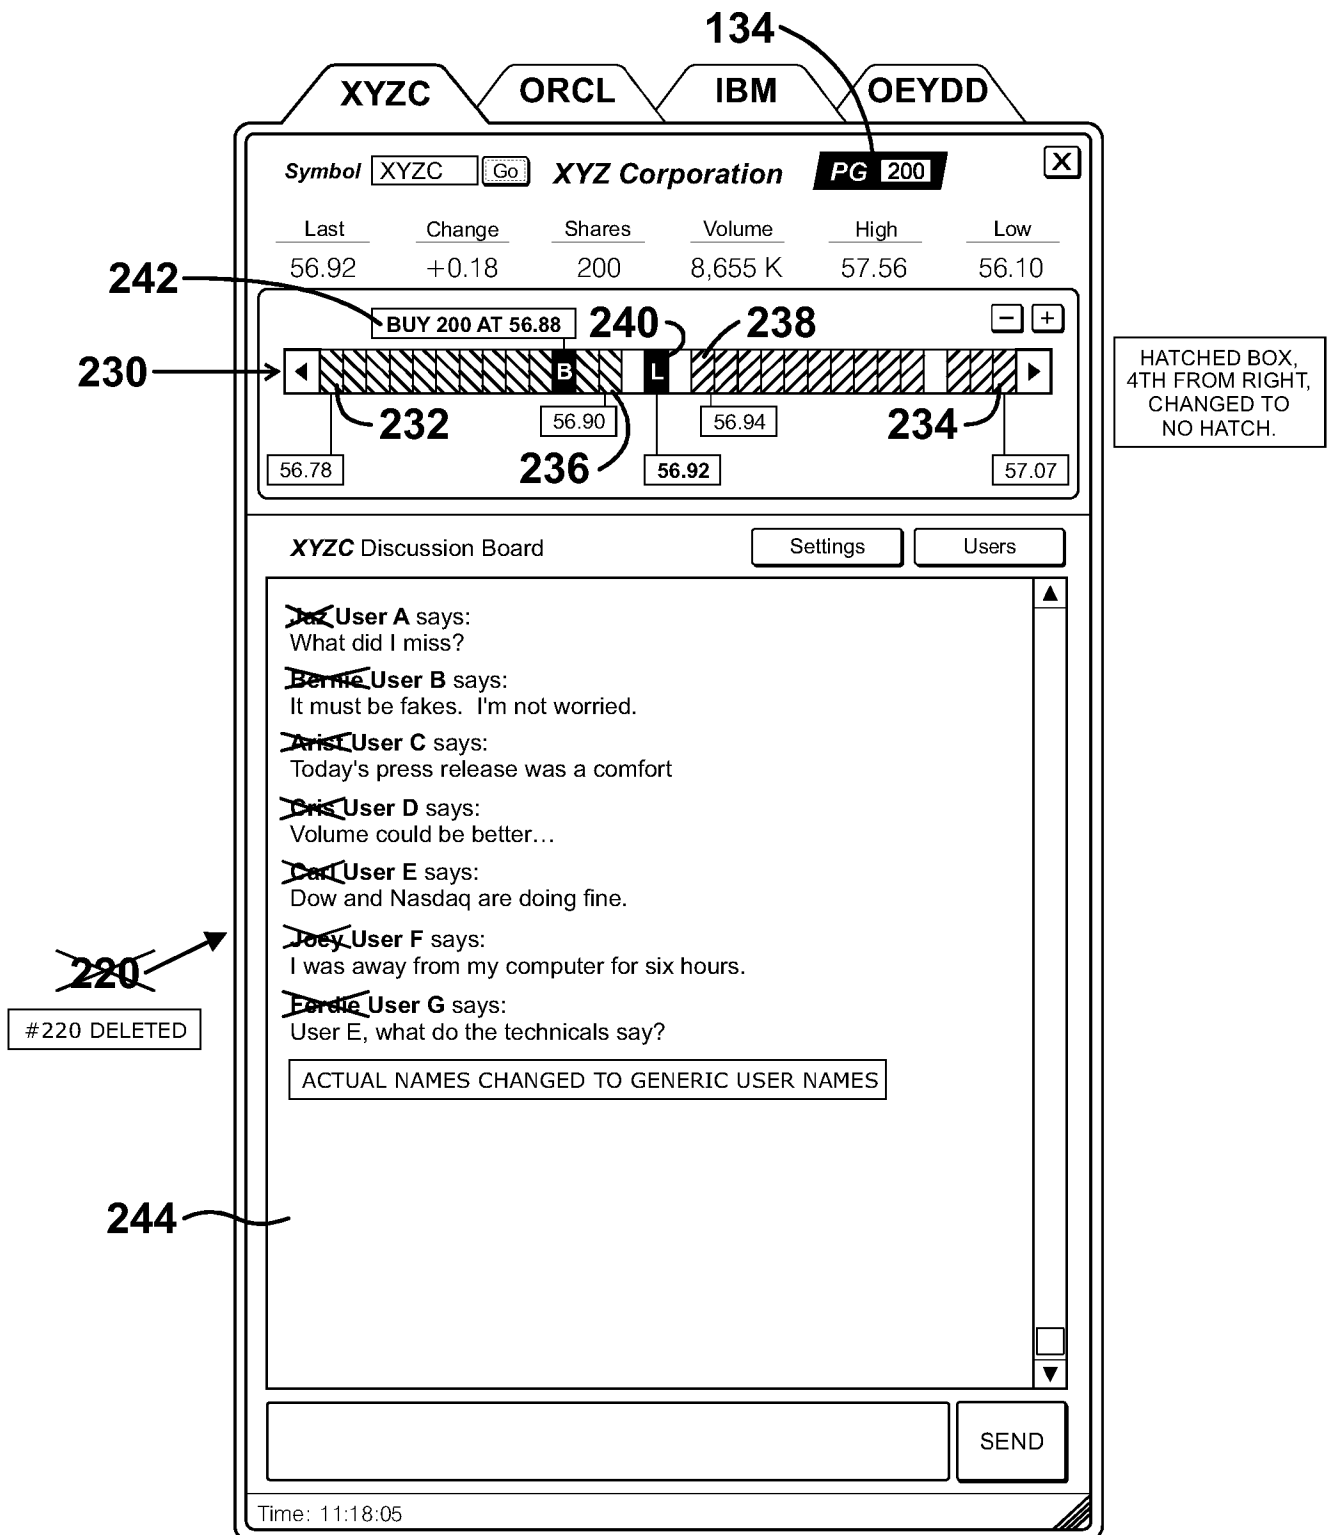 134
XYZC ORCL IBM OEYDD
Symbol XYZC Go XYZ Corporation PG 200 X
Last Change Shares Volume High Low
56.92 +0.18 200 8,655 K 57.56 56.10
242
BUY 200 AT 56.88 240 238 − +
230 B L
232 56.90 236 56.94 234
56.78 56.92 57.07
HATCHED BOX,
4TH FROM RIGHT,
CHANGED TO
NO HATCH.
XYZC Discussion Board Settings Users
Jaz User A says:
What did I miss?
Bernie User B says:
It must be fakes. I'm not worried.
Arist User C says:
Today's press release was a comfort
Cris User D says:
Volume could be better…
Carl User E says:
Dow and Nasdaq are doing fine.
Joey User F says:
I was away from my computer for six hours.
Ferdie User G says:
User E, what do the technicals say?
220
#220 DELETED
ACTUAL NAMES CHANGED TO GENERIC USER NAMES
244
SEND
Time: 11:18:05